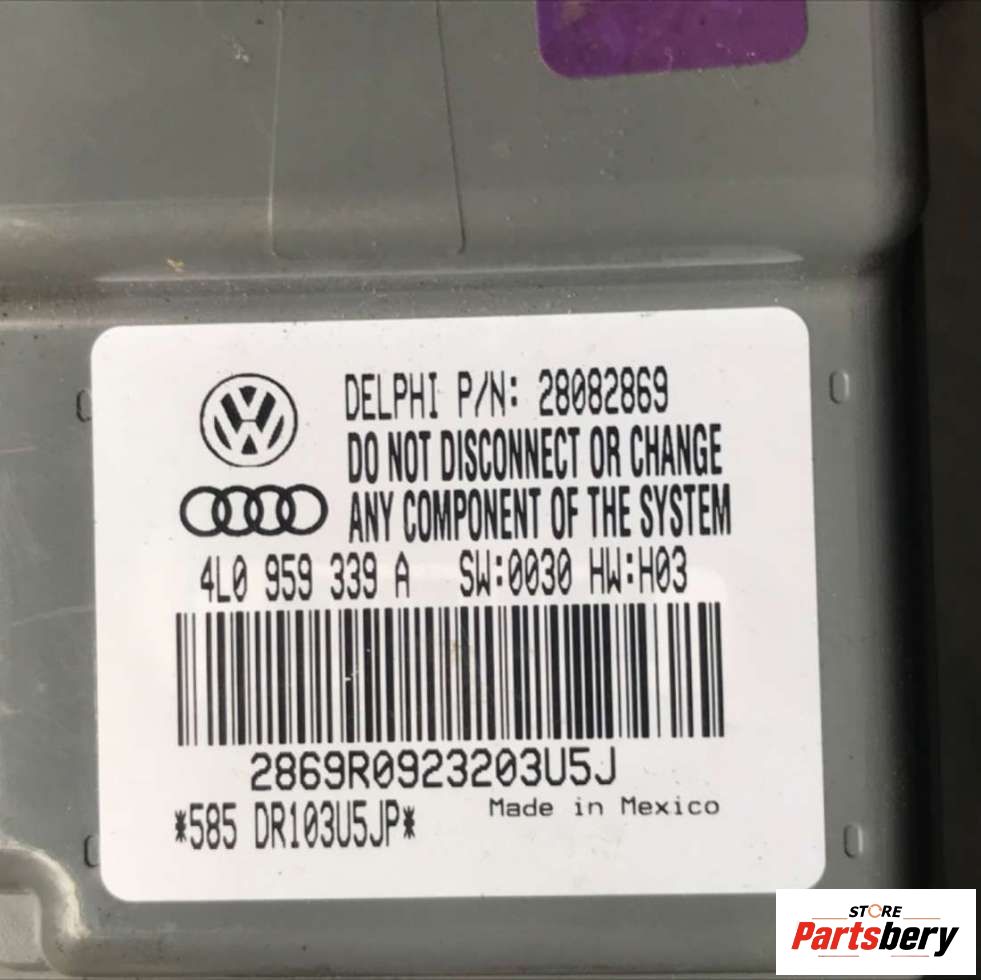 DELPHI P/N: 28082869
DO NOT DISCONNECT OR CHANGE
ANY COMPONENT OF THE SYSTEM
4L0 959 339 A SW:0030 HW:H03
2869R0923203U5J
*585 DR103U5JP*
Made in Mexico
STORE
Partsbery